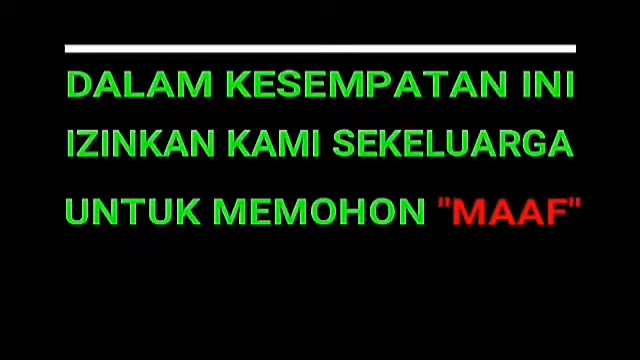 DALAM KESEMPATAN INI
IZINKAN KAMI SEKELUARGA
UNTUK MEMOHON "MAAF"